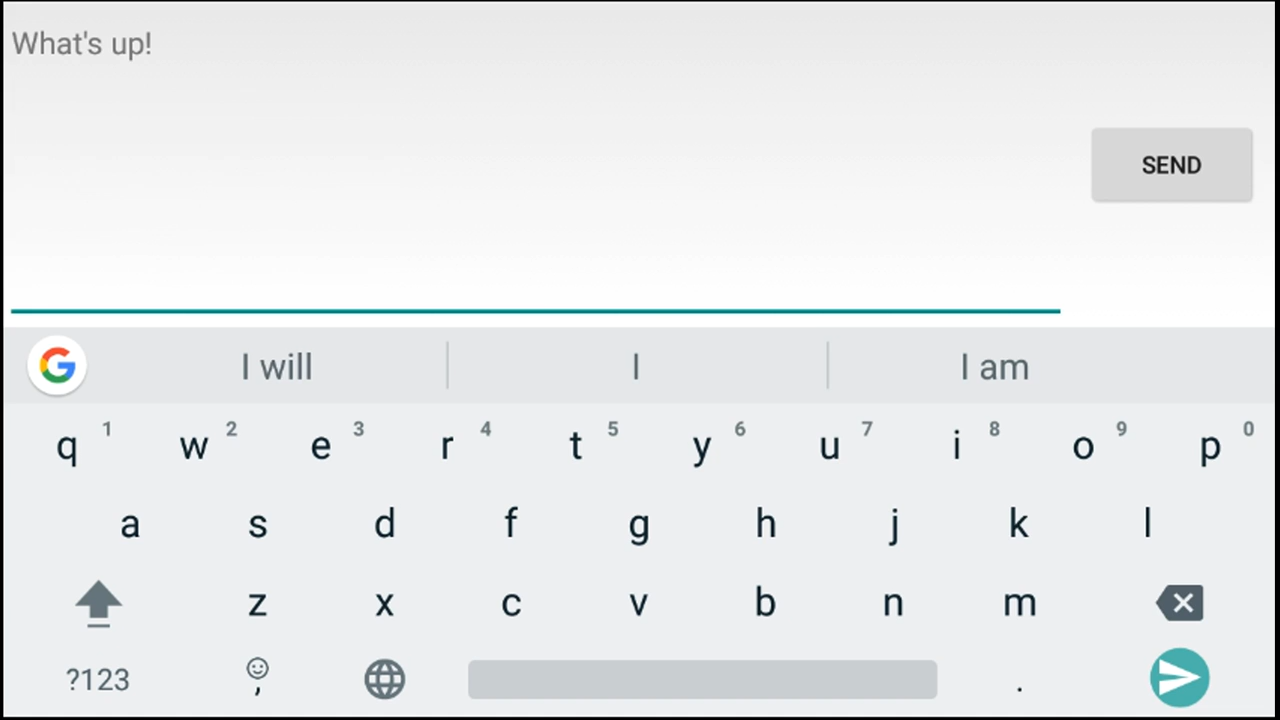 What's up!
SEND
I will I I am
q 1 w 2 e 3 r 4 t 5 y 6 u 7 i 8 o 9 p 0
a s d f g h j k l
z x c v b n m
?123 , .